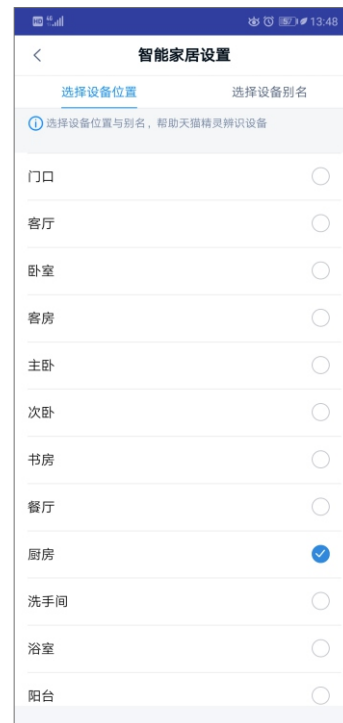 HD 4G 13:48
智能家居设置
选择设备位置 选择设备别名
选择设备位置与别名，帮助天猫精灵辨识设备
门口
客厅
卧室
客房
主卧
次卧
书房
餐厅
厨房
洗手间
浴室
阳台